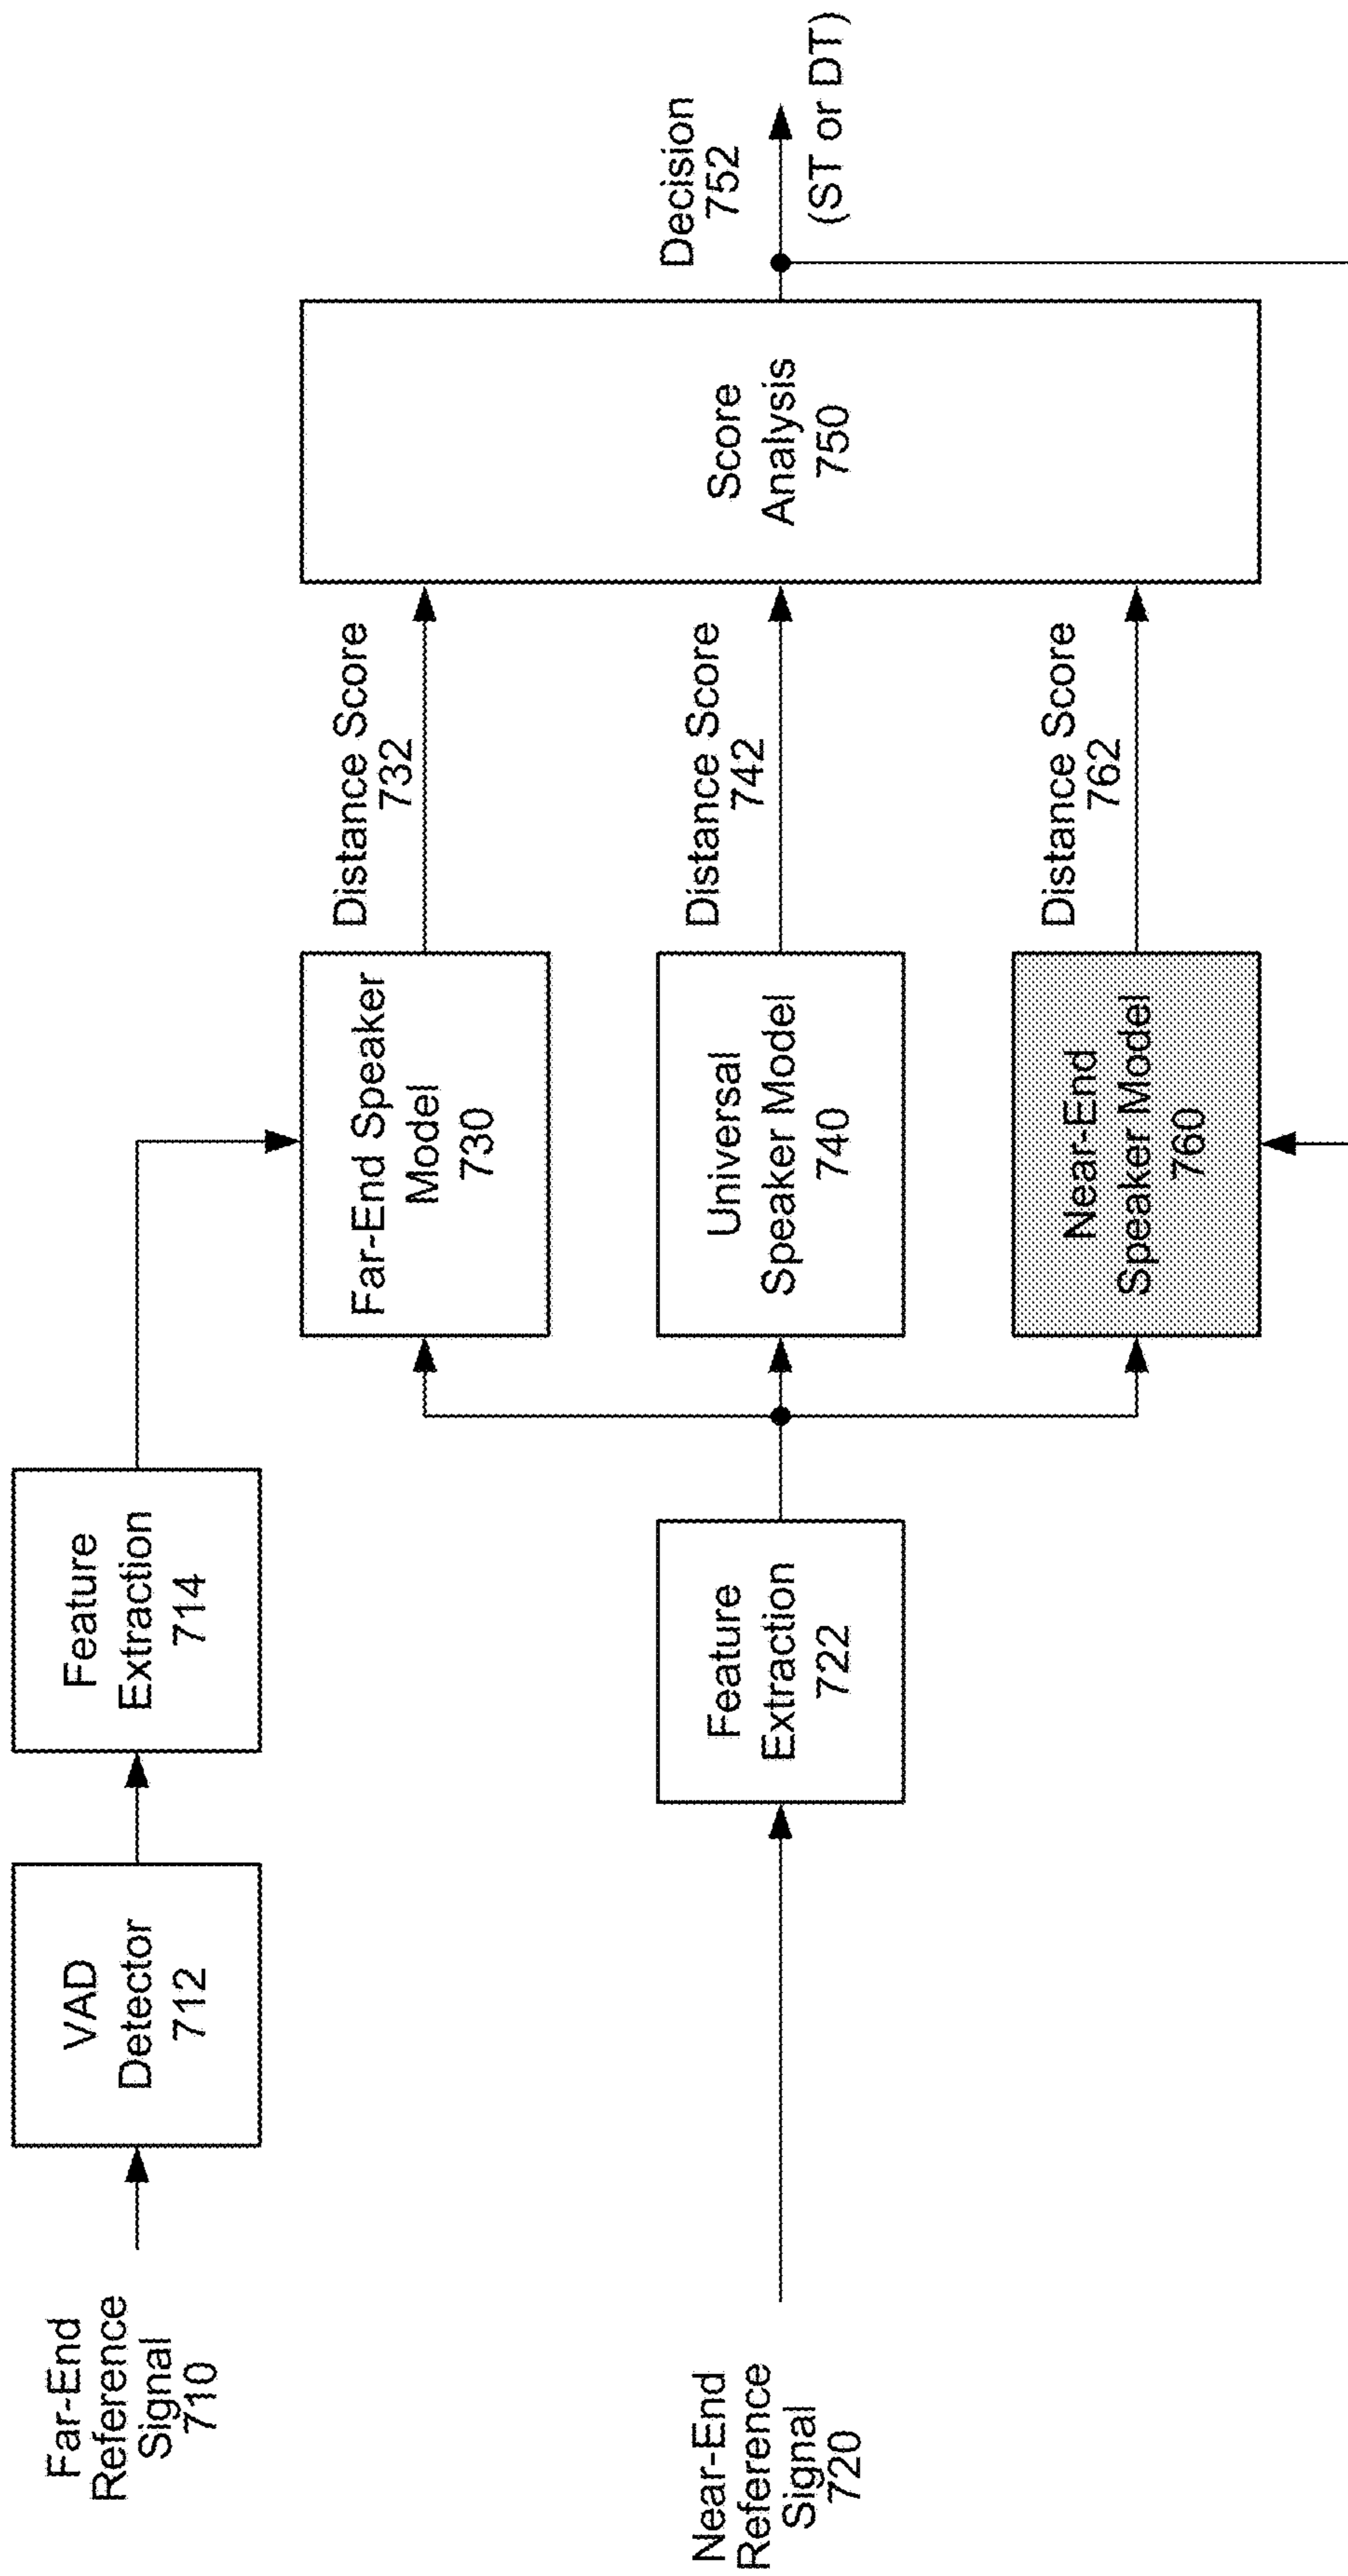 Far-End
Reference
Signal
710
VAD
Detector
712
Feature
Extraction
714
Near-End
Reference
Signal
720
Feature
Extraction
722
Far-End Speaker
Model
730
Universal
Speaker Model
740
Near-End
Speaker Model
760
Distance Score
732
Distance Score
742
Distance Score
762
Score
Analysis
750
Decision
752
(ST or DT)